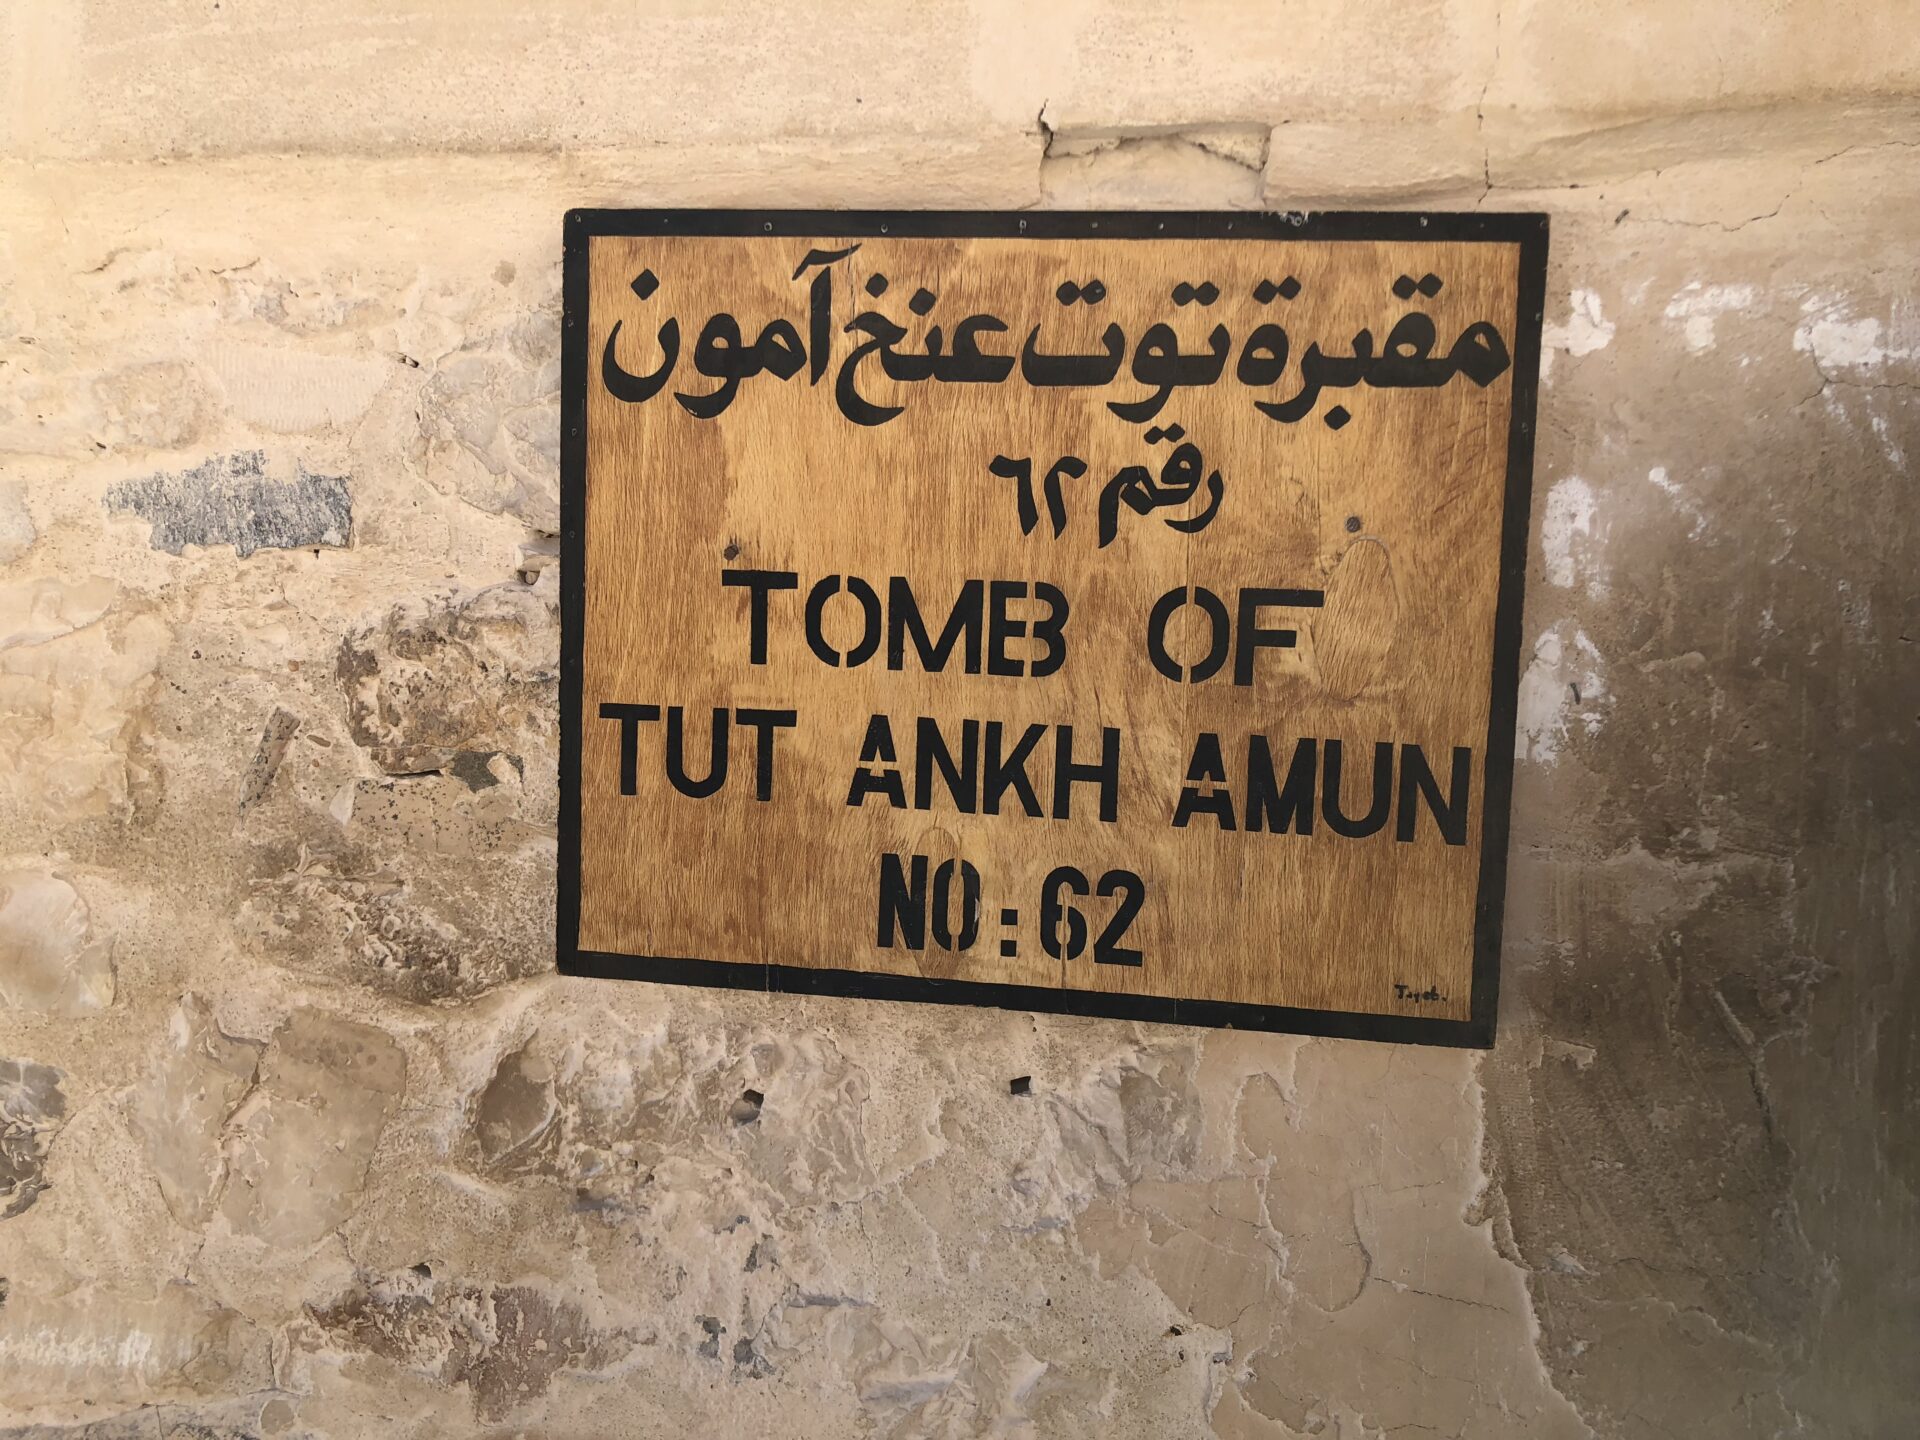 مقبرة توت عنخ آمون
رقم ٦٢
TOMB OF
TUT ANKH AMUN
NO: 62